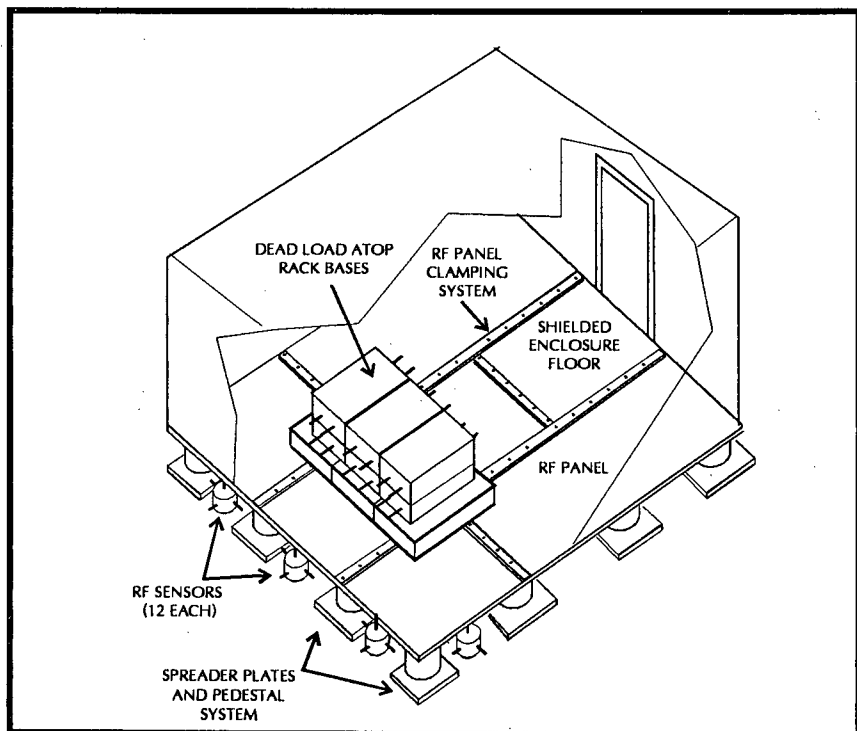 DEAD LOAD ATOP
RACK BASES
RF PANEL
CLAMPING
SYSTEM
SHIELDED
ENCLOSURE
FLOOR
RF PANEL
RF SENSORS
(12 EACH)
SPREADER PLATES
AND PEDESTAL
SYSTEM